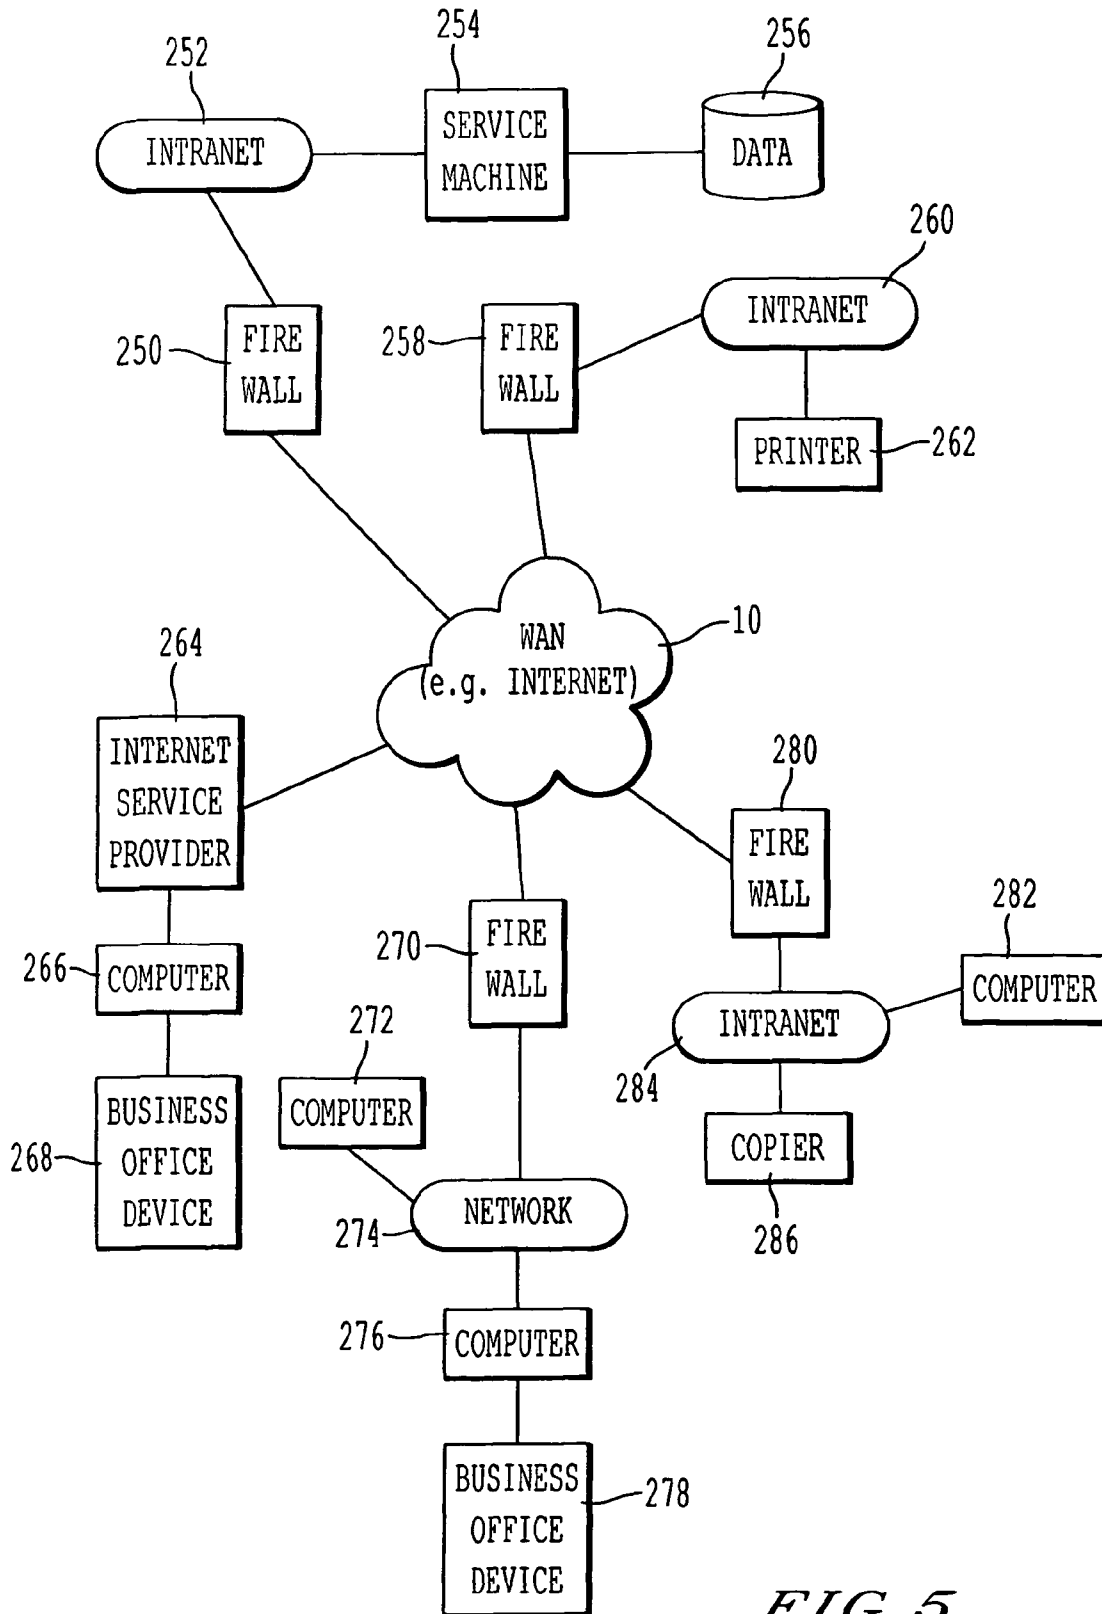 254
256
252
SERVICE
MACHINE
INTRANET
DATA
260
INTRANET
250
FIRE
WALL
258
FIRE
WALL
PRINTER
262
10
WAN
(e.g. INTERNET)
264
INTERNET
SERVICE
PROVIDER
280
FIRE
WALL
282
270
FIRE
WALL
266
COMPUTER
COMPUTER
INTRANET
272
284
COMPUTER
BUSINESS
OFFICE
DEVICE
268
COPIER
286
NETWORK
274
276
COMPUTER
BUSINESS
OFFICE
DEVICE
278
FIG.5